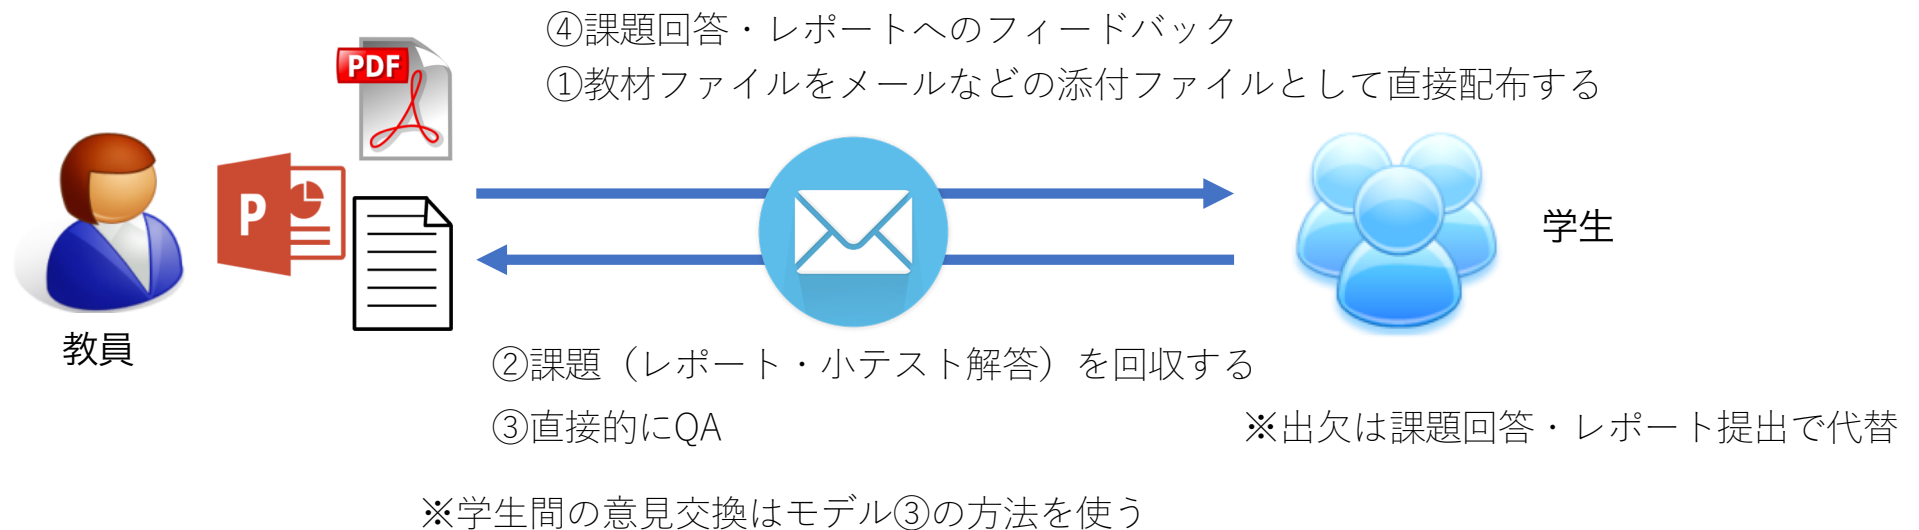 ④課題回答・レポートへのフィードバック
①教材ファイルをメールなどの添付ファイルとして直接配布する
PDF
P
学生
教員
②課題（レポート・小テスト解答）を回収する
③直接的にQA
※出欠は課題回答・レポート提出で代替
※学生間の意見交換はモデル③の方法を使う